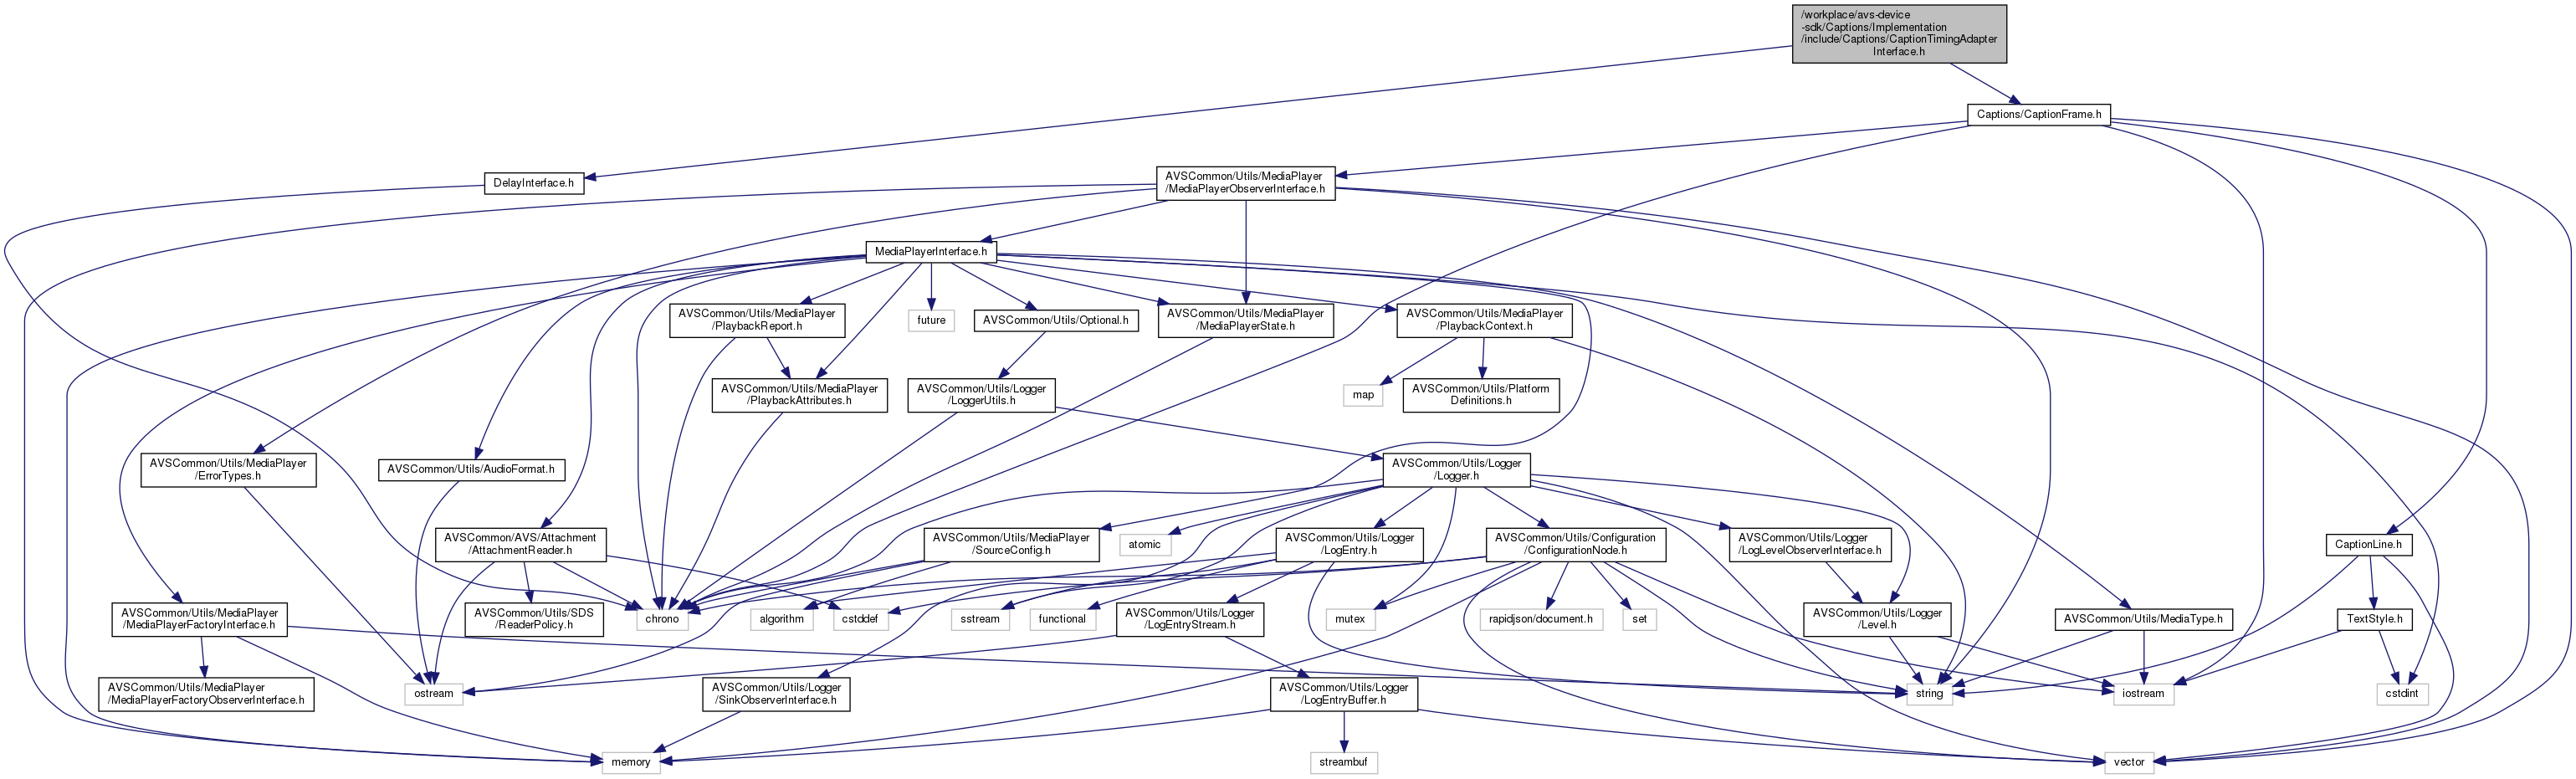 /workplace/avs-device
-sdk/Captions/Implementation
/include/Captions/CaptionTimingAdapter
Interface.h
Captions/CaptionFrame.h
DelayInterface.h
AVSCommon/Utils/MediaPlayer
/MediaPlayerObserverInterface.h
MediaPlayerInterface.h
AVSCommon/Utils/MediaPlayer
/PlaybackReport.h
future
AVSCommon/Utils/Optional.h
AVSCommon/Utils/MediaPlayer
/MediaPlayerState.h
AVSCommon/Utils/MediaPlayer
/PlaybackContext.h
AVSCommon/Utils/MediaPlayer
/PlaybackAttributes.h
AVSCommon/Utils/Logger
/LoggerUtils.h
map
AVSCommon/Utils/Platform
Definitions.h
AVSCommon/Utils/MediaPlayer
/ErrorTypes.h
AVSCommon/Utils/AudioFormat.h
AVSCommon/Utils/Logger
/Logger.h
AVSCommon/AVS/Attachment
/AttachmentReader.h
AVSCommon/Utils/MediaPlayer
/SourceConfig.h
atomic
AVSCommon/Utils/Logger
/LogEntry.h
AVSCommon/Utils/Configuration
/ConfigurationNode.h
AVSCommon/Utils/Logger
/LogLevelObserverInterface.h
CaptionLine.h
AVSCommon/Utils/MediaPlayer
/MediaPlayerFactoryInterface.h
AVSCommon/Utils/SDS
/ReaderPolicy.h
chrono
algorithm
cstddef
sstream
functional
AVSCommon/Utils/Logger
/LogEntryStream.h
mutex
rapidjson/document.h
set
AVSCommon/Utils/Logger
/Level.h
AVSCommon/Utils/MediaType.h
TextStyle.h
AVSCommon/Utils/MediaPlayer
/MediaPlayerFactoryObserverInterface.h
ostream
AVSCommon/Utils/Logger
/SinkObserverInterface.h
AVSCommon/Utils/Logger
/LogEntryBuffer.h
string
iostream
cstdint
memory
streambuf
vector